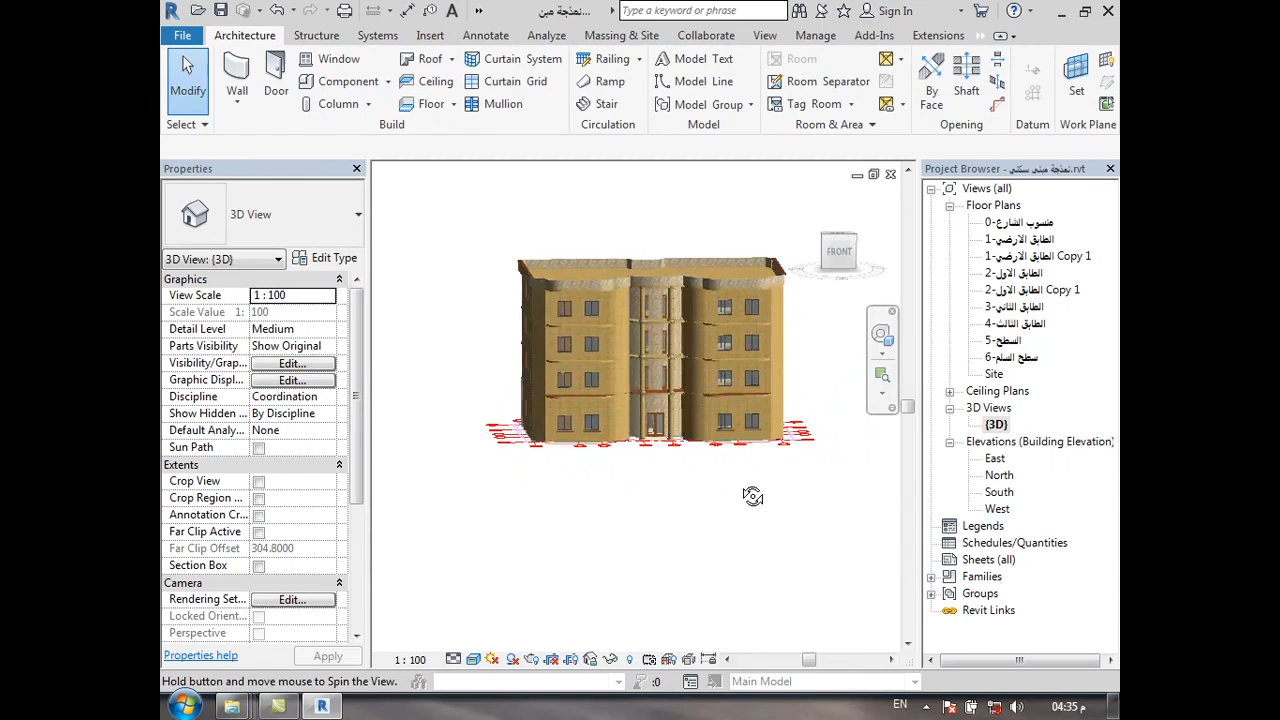 نمذجة مبن...
Type a keyword or phrase
Sign In
File
Architecture
Structure
Systems
Insert
Annotate
Analyze
Massing & Site
Collaborate
View
Manage
Add-Ins
Extensions
Modify
Wall
Door
Window
Component
Column
Roof
Ceiling
Floor
Curtain System
Curtain Grid
Mullion
Railing
Ramp
Stair
Model Text
Model Line
Model Group
Room
Room Separator
Tag Room
By Face
Shaft
Set
Select
Build
Circulation
Model
Room & Area
Opening
Datum
Work Plane
Properties
3D View
3D View: {3D}
Edit Type
Graphics
View Scale 1 : 100
Scale Value 1: 100
Detail Level Medium
Parts Visibility Show Original
Visibility/Grap... Edit...
Graphic Displ... Edit...
Discipline Coordination
Show Hidden ... By Discipline
Default Analy... None
Sun Path
Extents
Crop View
Crop Region ...
Annotation Cr...
Far Clip Active
Far Clip Offset 304.8000
Section Box
Camera
Rendering Set... Edit...
Locked Orient...
Perspective
Properties help
Apply
FRONT
Project Browser - نمذجة مبنى سكني.rvt
Views (all)
Floor Plans
0-منسوب الشارع
1-الطابق الارضي
1-الطابق الارضي Copy 1
2-الطابق الاول
2-الطابق الاول Copy 1
3-الطابق الثاني
4-الطابق الثالث
5-السطح
6-سطح السلم
Site
Ceiling Plans
3D Views
{3D}
Elevations (Building Elevation)
East
North
South
West
Legends
Schedules/Quantities
Sheets (all)
Families
Groups
Revit Links
1 : 100
Hold button and move mouse to Spin the View.
:0
Main Model
EN
04:35 م